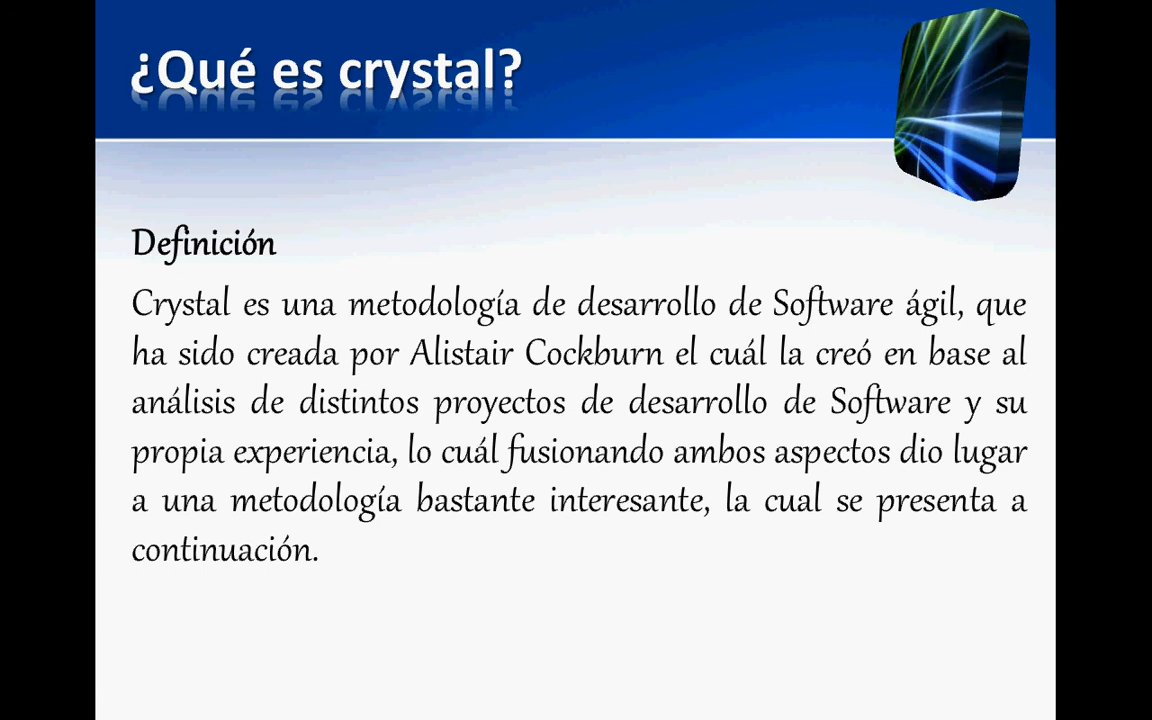 ¿Qué es crystal?
Definición
Crystal es una metodología de desarrollo de Software ágil, que
ha sido creada por Alistair Cockburn el cuál la creó en base al
análisis de distintos proyectos de desarrollo de Software y su
propia experiencia, lo cuál fusionando ambos aspectos dio lugar
a una metodología bastante interesante, la cual se presenta a
continuación.